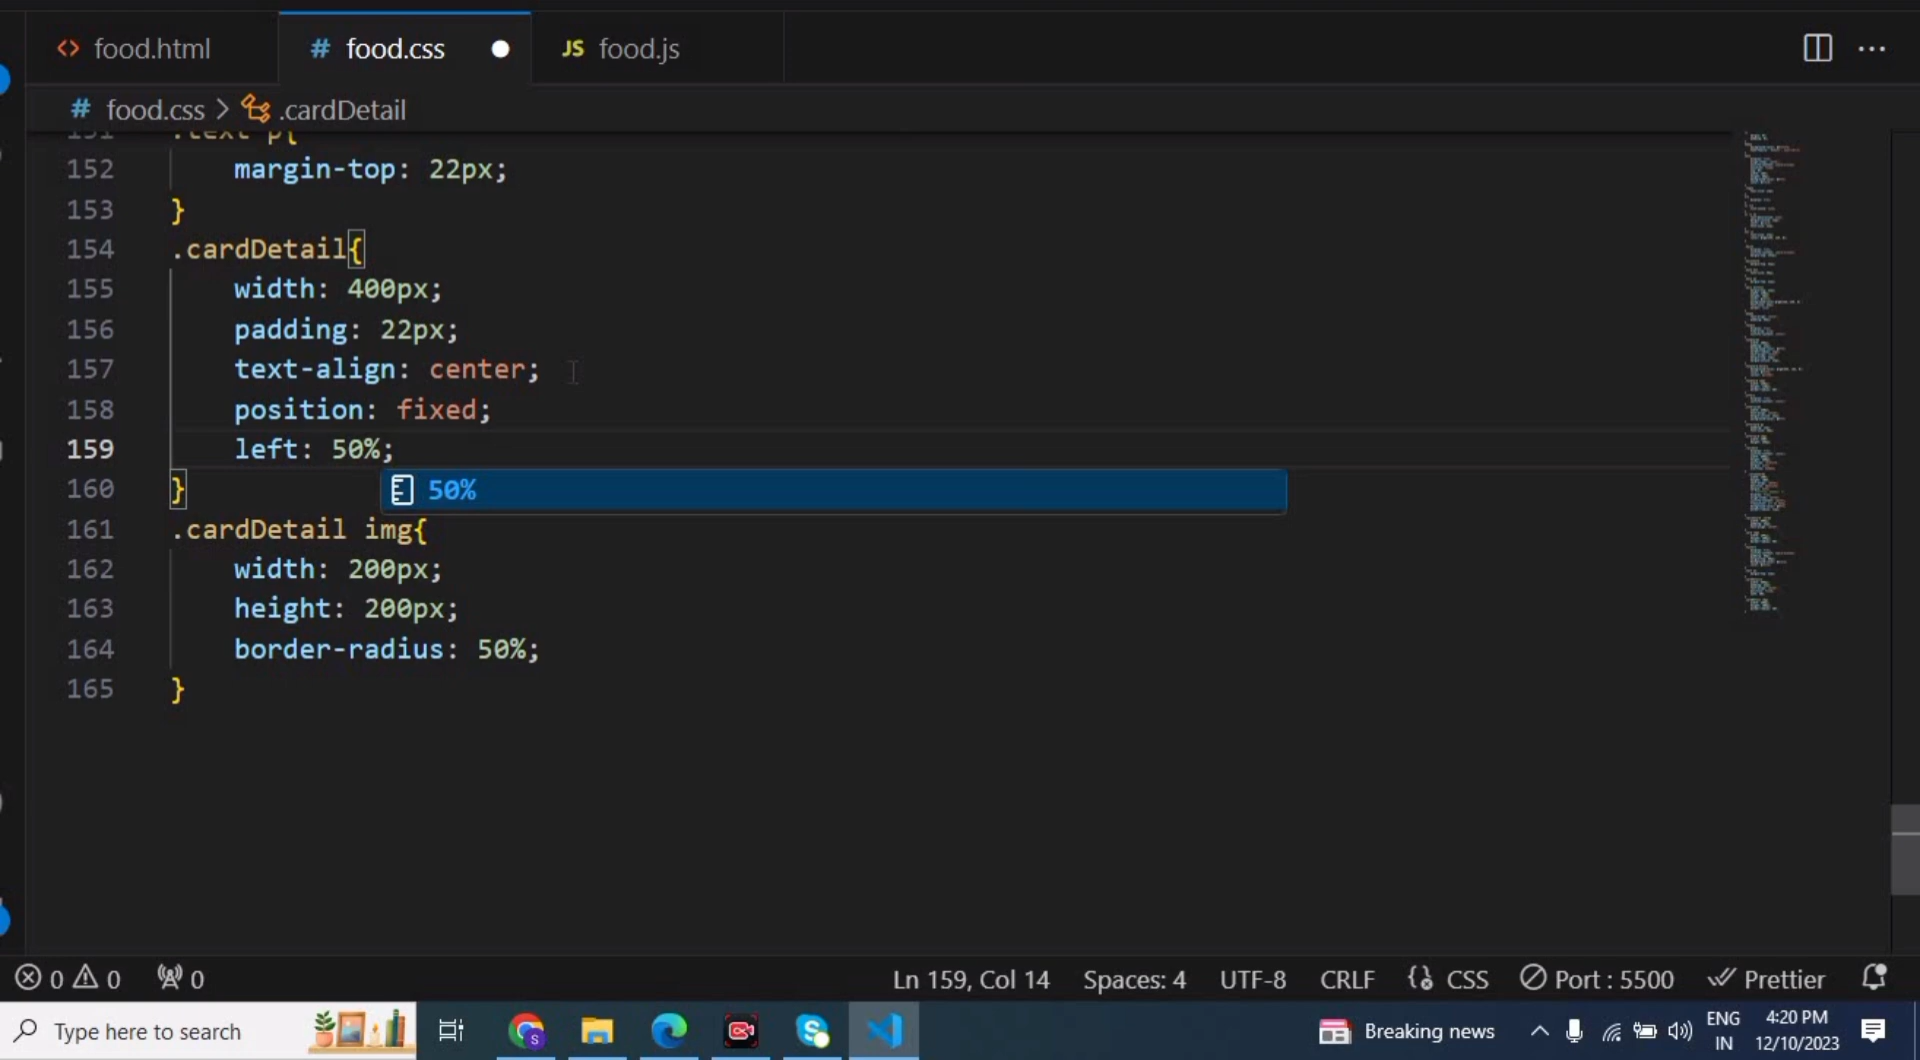 food.html
food.css
JS food.js
# food.css > .cardDetail
151 .text p{
152 margin-top: 22px;
153 }
154 .cardDetail{
155 width: 400px;
156 padding: 22px;
157 text-align: center;
158 position: fixed;
159 left: 50%;
50%
160 }
161 .cardDetail img{
162 width: 200px;
163 height: 200px;
164 border-radius: 50%;
165 }
0 0 0 Ln 159, Col 14 Spaces: 4 UTF-8 CRLF {} CSS Port : 5500 Prettier
Type here to search
Breaking news
ENG
IN
4:20 PM
12/10/2023